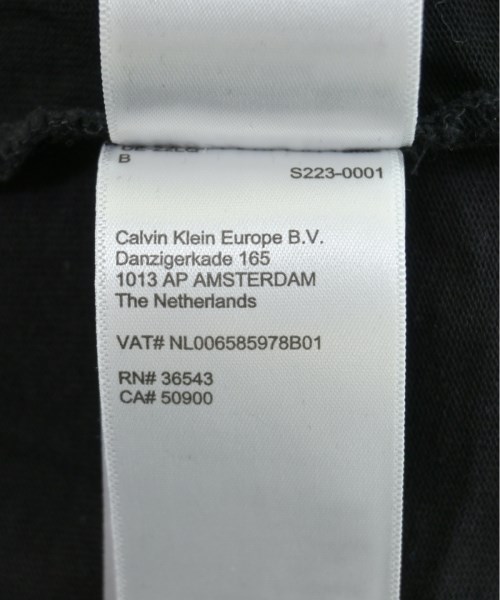 B
S223-0001
Calvin Klein Europe B.V.
Danzigerkade 165
1013 AP AMSTERDAM
The Netherlands
VAT# NL006585978B01
RN# 36543
CA# 50900